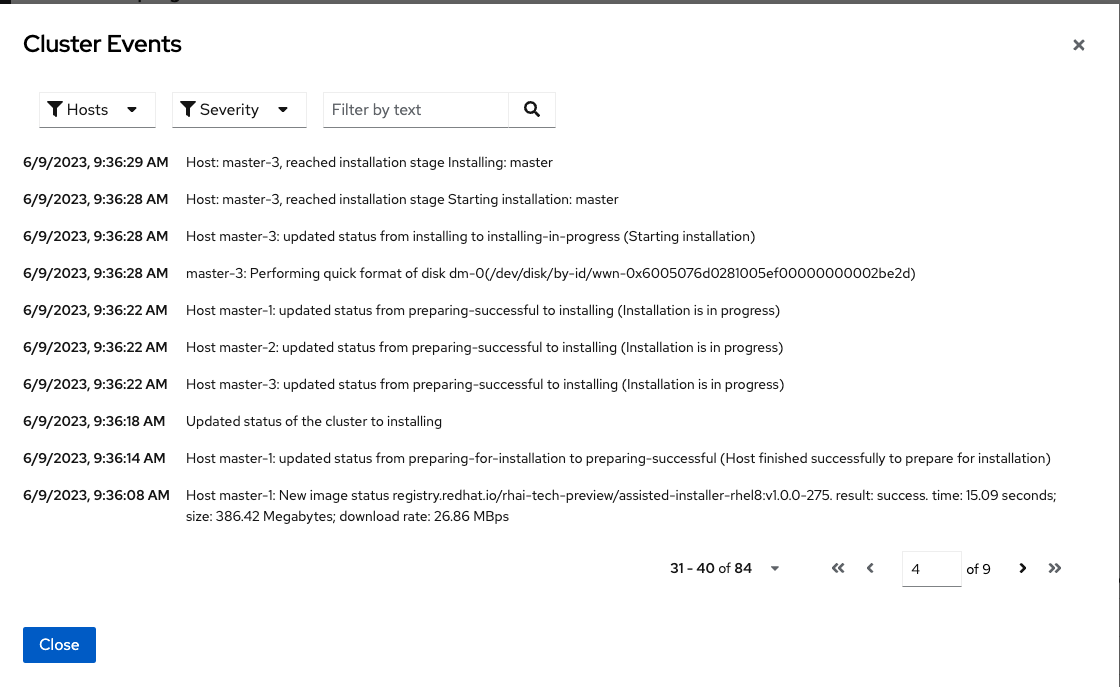 Cluster Events
Hosts
Severity
Filter by text
6/9/2023, 9:36:29 AM Host: master-3, reached installation stage Installing: master
6/9/2023, 9:36:28 AM Host: master-3, reached installation stage Starting installation: master
6/9/2023, 9:36:28 AM Host master-3: updated status from installing to installing-in-progress (Starting installation)
6/9/2023, 9:36:28 AM master-3: Performing quick format of disk dm-0(/dev/disk/by-id/wwn-0x6005076d0281005ef00000000002be2d)
6/9/2023, 9:36:22 AM Host master-1: updated status from preparing-successful to installing (Installation is in progress)
6/9/2023, 9:36:22 AM Host master-2: updated status from preparing-successful to installing (Installation is in progress)
6/9/2023, 9:36:22 AM Host master-3: updated status from preparing-successful to installing (Installation is in progress)
6/9/2023, 9:36:18 AM Updated status of the cluster to installing
6/9/2023, 9:36:14 AM Host master-1: updated status from preparing-for-installation to preparing-successful (Host finished successfully to prepare for installation)
6/9/2023, 9:36:08 AM Host master-1: New image status registry.redhat.io/rhai-tech-preview/assisted-installer-rhel8:v1.0.0-275. result: success. time: 15.09 seconds;
size: 386.42 Megabytes; download rate: 26.86 MBps
31 - 40 of 84 4 of 9
Close